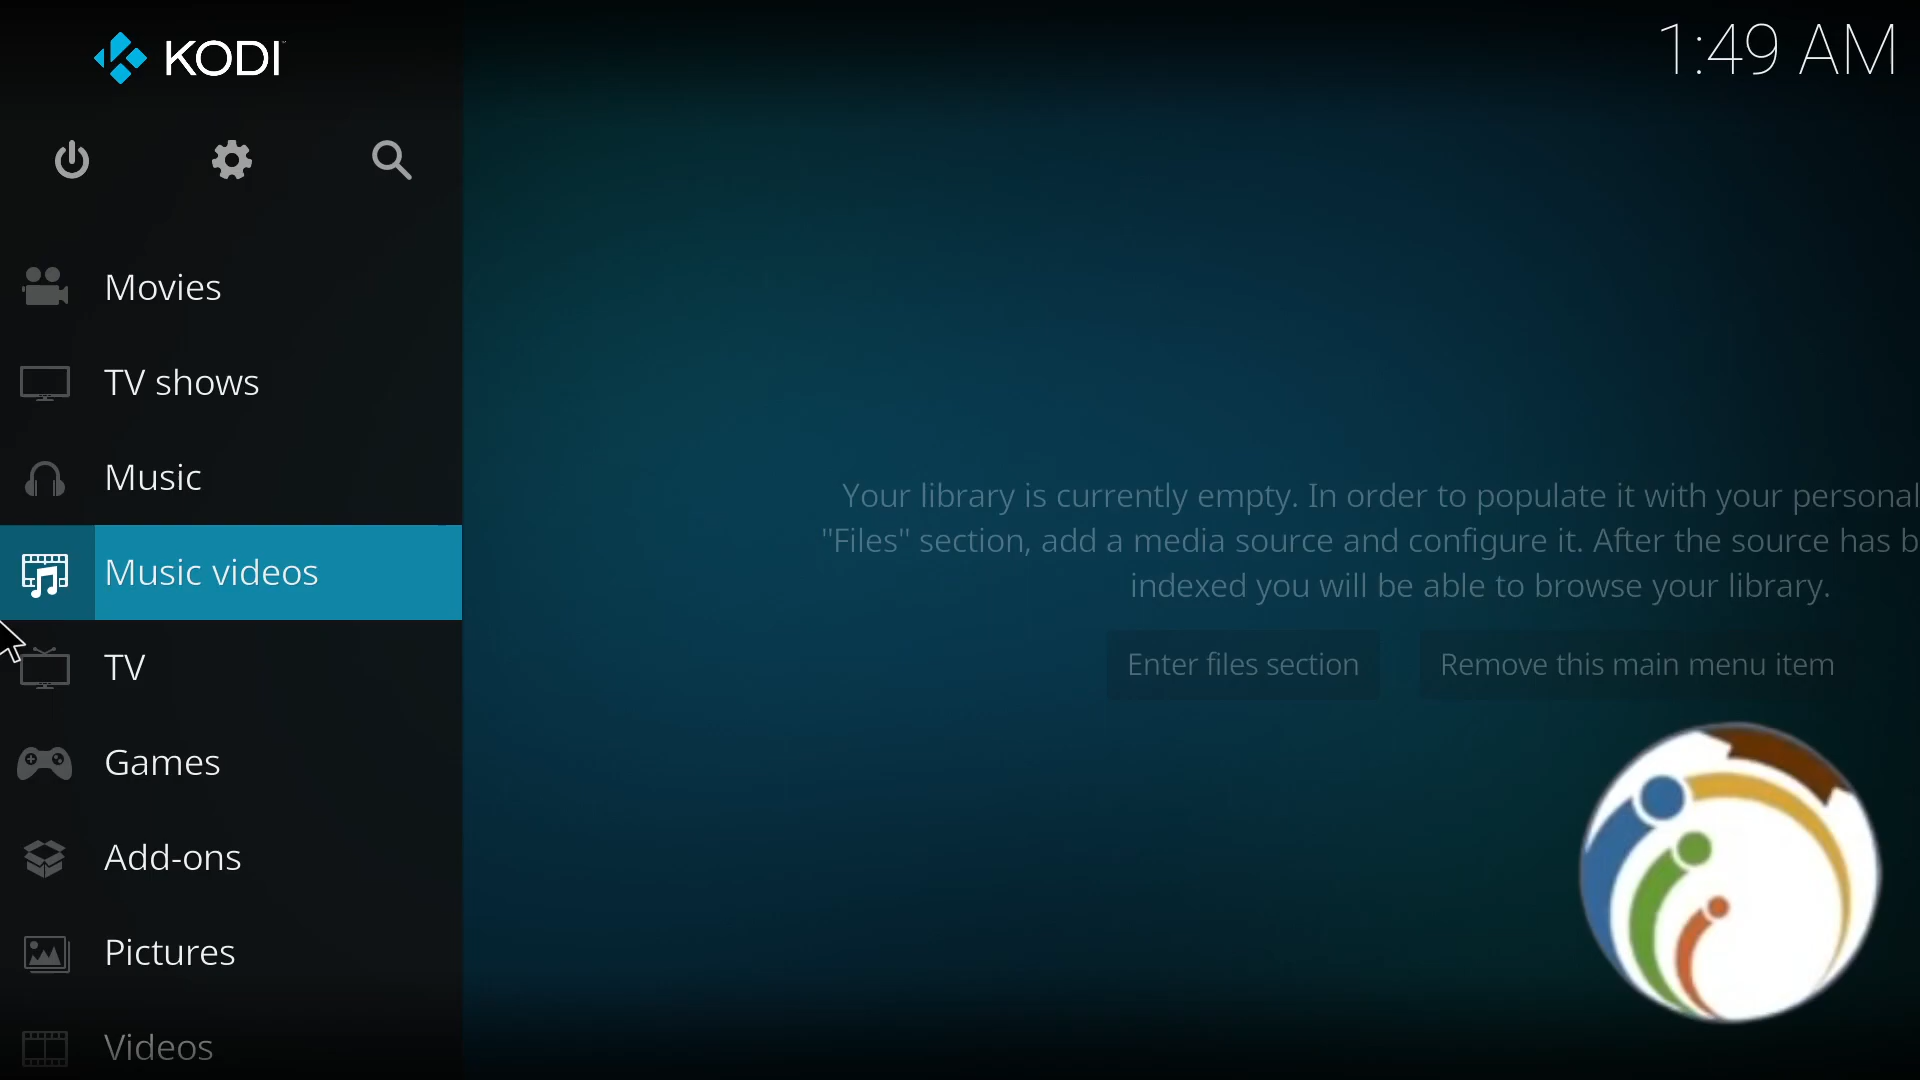 KODI
1:49 AM
Movies
TV shows
Music
Music videos
TV
Games
Add-ons
Pictures
Videos
Your library is currently empty. In order to populate it with your personal
"Files" section, add a media source and configure it. After the source has b
indexed you will be able to browse your library.
Enter files section
Remove this main menu item